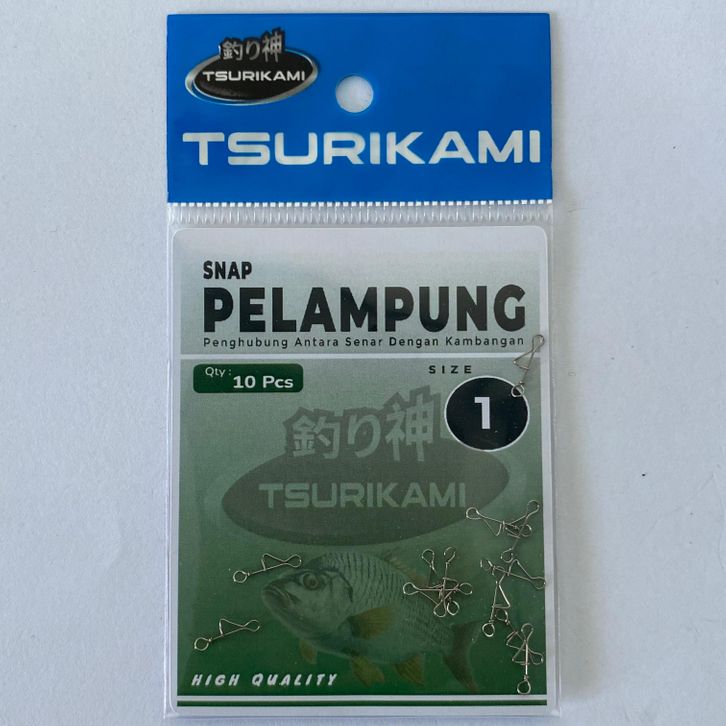 釣り神
TSURIKAMI
TSURIKAMI
SNAP
PELAMPUNG
Penghubung Antara Senar Dengan Kambangan
Qty : 10 Pcs
SIZE
1
釣り神
TSURIKAMI
HIGH QUALITY